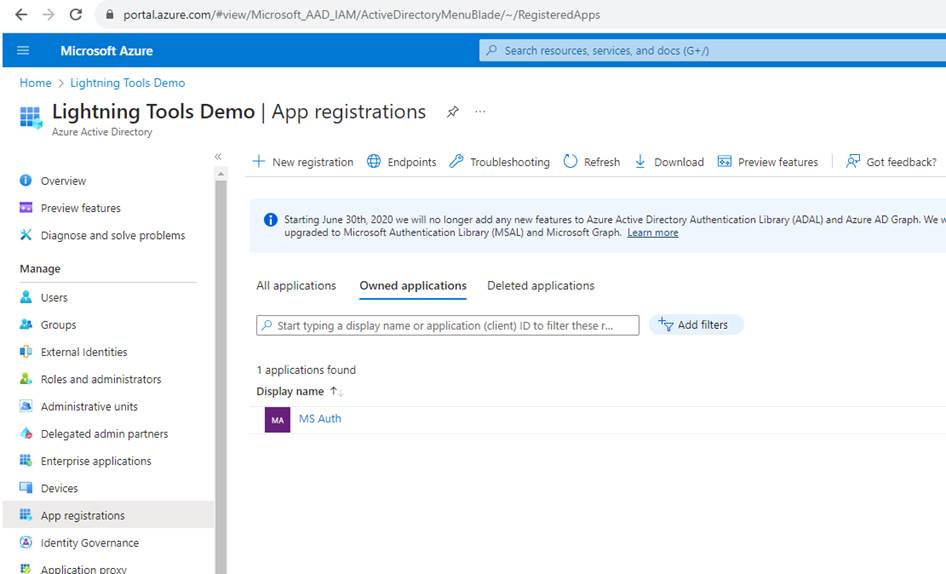 portal.azure.com/#view/Microsoft_AAD_IAM/ActiveDirectoryMenuBlade/~/RegisteredApps
Microsoft Azure
Search resources, services, and docs (G+/)
Home > Lightning Tools Demo
Lightning Tools Demo | App registrations
Azure Active Directory
New registration Endpoints Troubleshooting Refresh Download Preview features Got feedback?
Overview
Preview features
Diagnose and solve problems
Manage
Users
Groups
External Identities
Roles and administrators
Administrative units
Delegated admin partners
Enterprise applications
Devices
App registrations
Identity Governance
Application proxy
Starting June 30th, 2020 we will no longer add any new features to Azure Active Directory Authentication Library (ADAL) and Azure AD Graph. We w
upgraded to Microsoft Authentication Library (MSAL) and Microsoft Graph. Learn more
All applications Owned applications Deleted applications
Start typing a display name or application (client) ID to filter these r...
Add filters
1 applications found
Display name
MA MS Auth